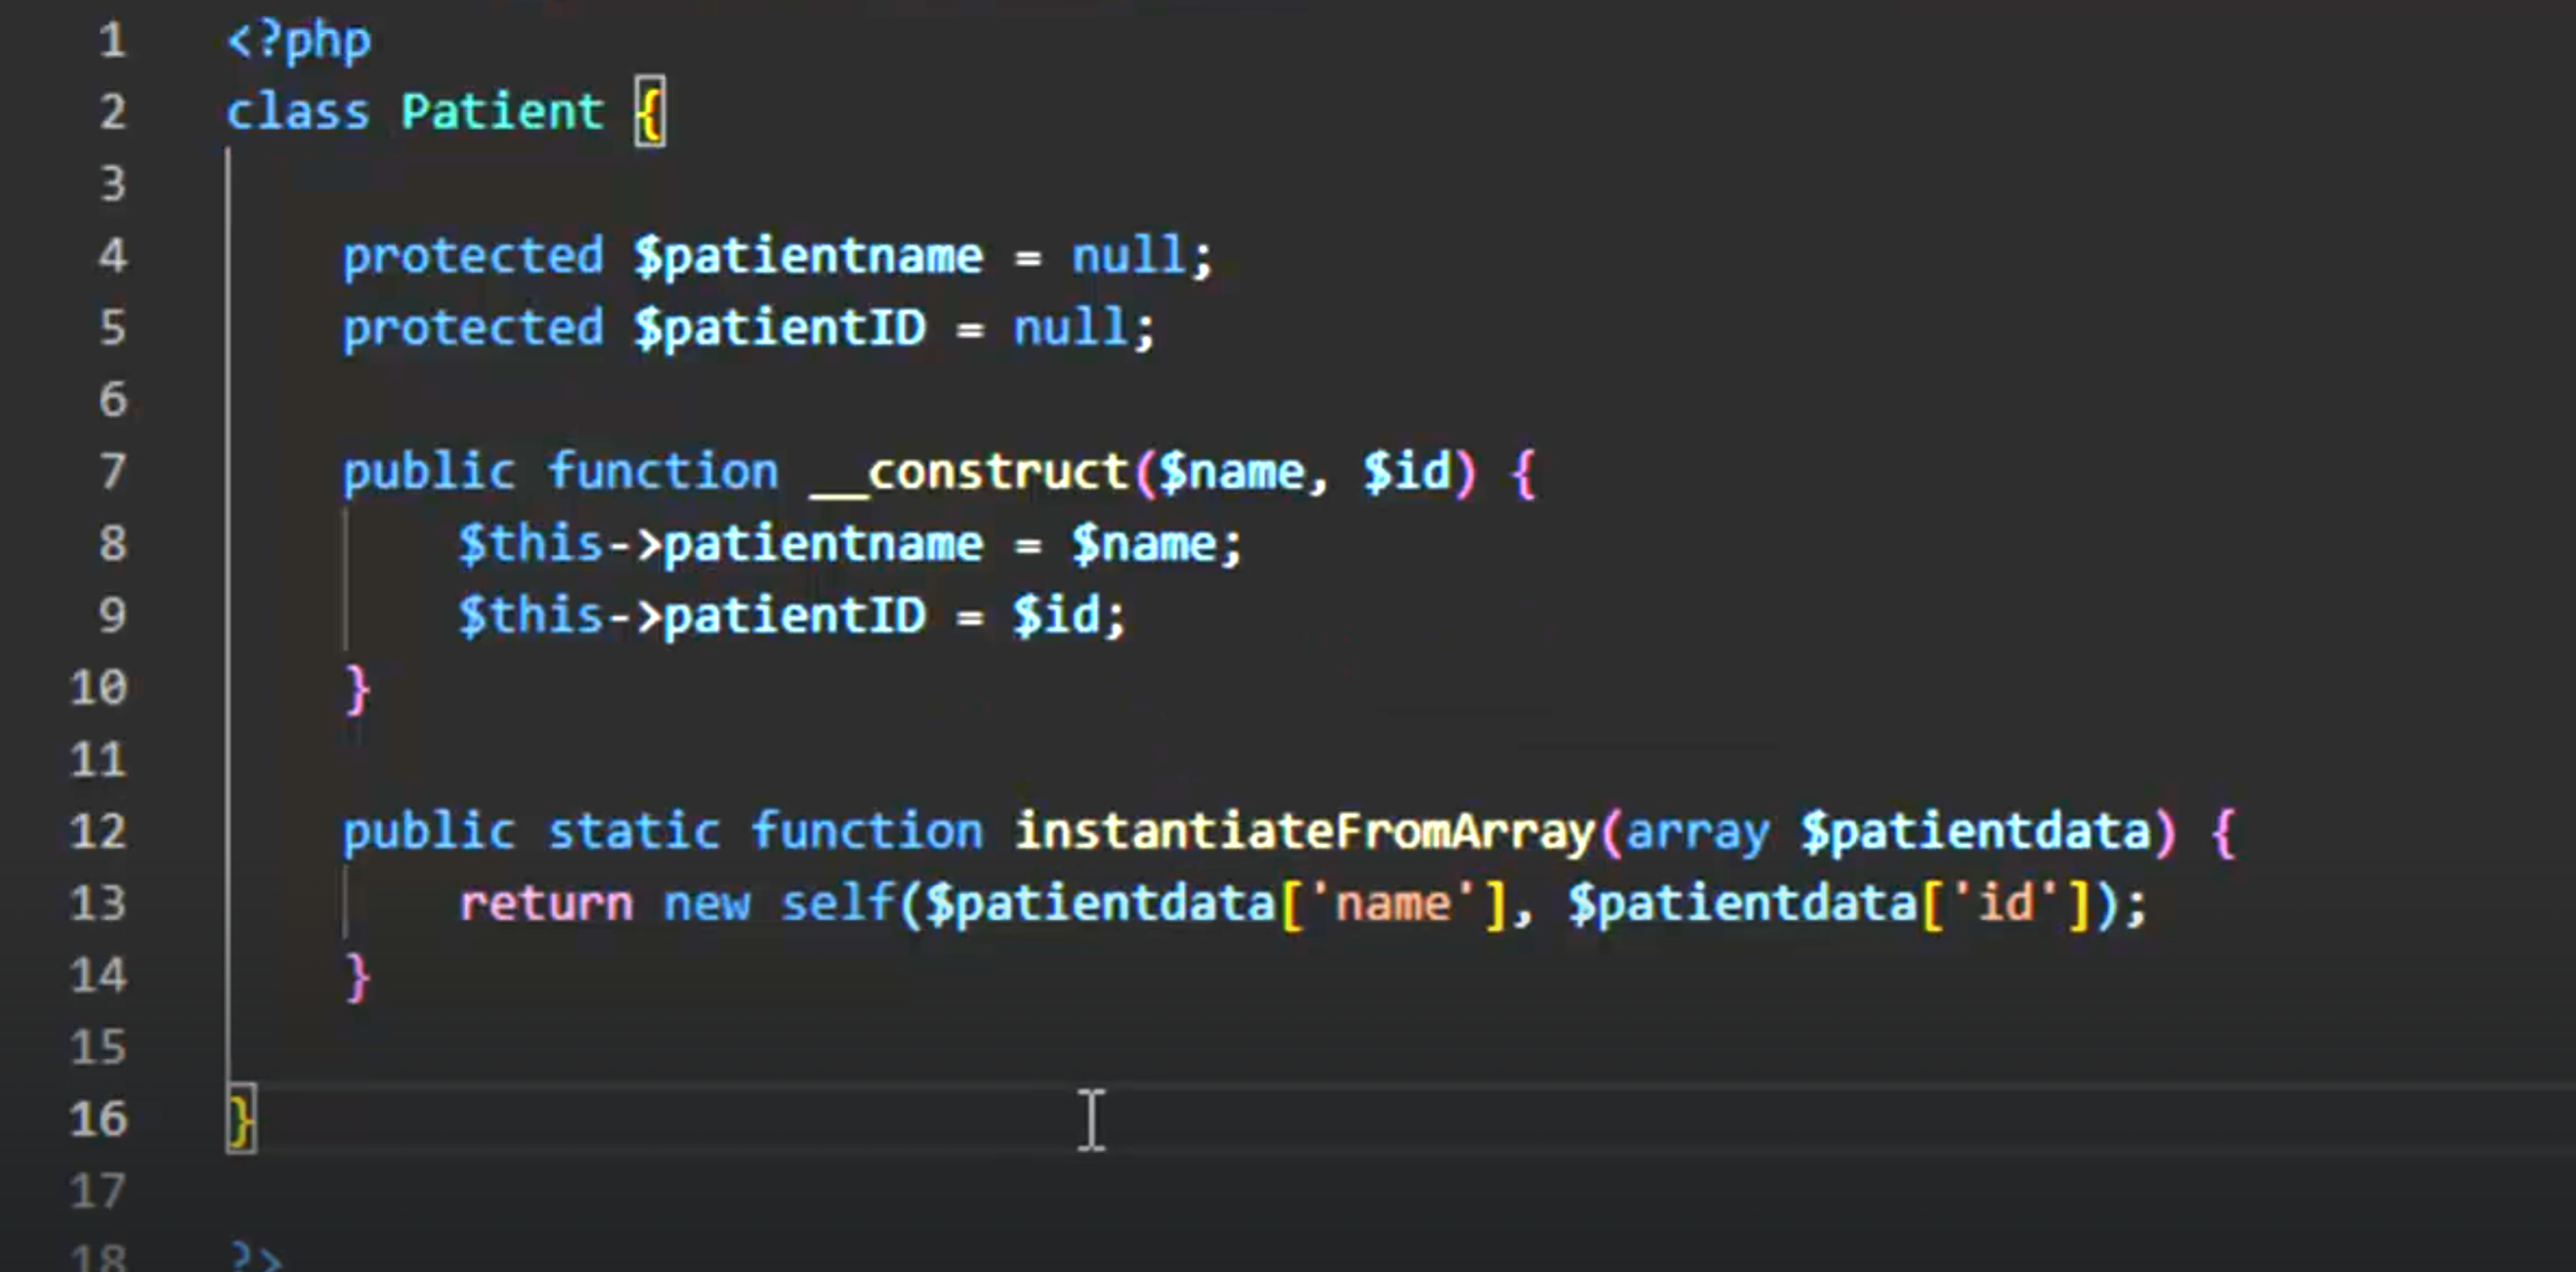 1 <?php
2 class Patient {
3
4 protected $patientname = null;
5 protected $patientID = null;
6
7 public function __construct($name, $id) {
8 $this->patientname = $name;
9 $this->patientID = $id;
10 }
11
12 public static function instantiateFromArray(array $patientdata) {
13 return new self($patientdata['name'], $patientdata['id']);
14 }
15
16 }
17
18 ?>